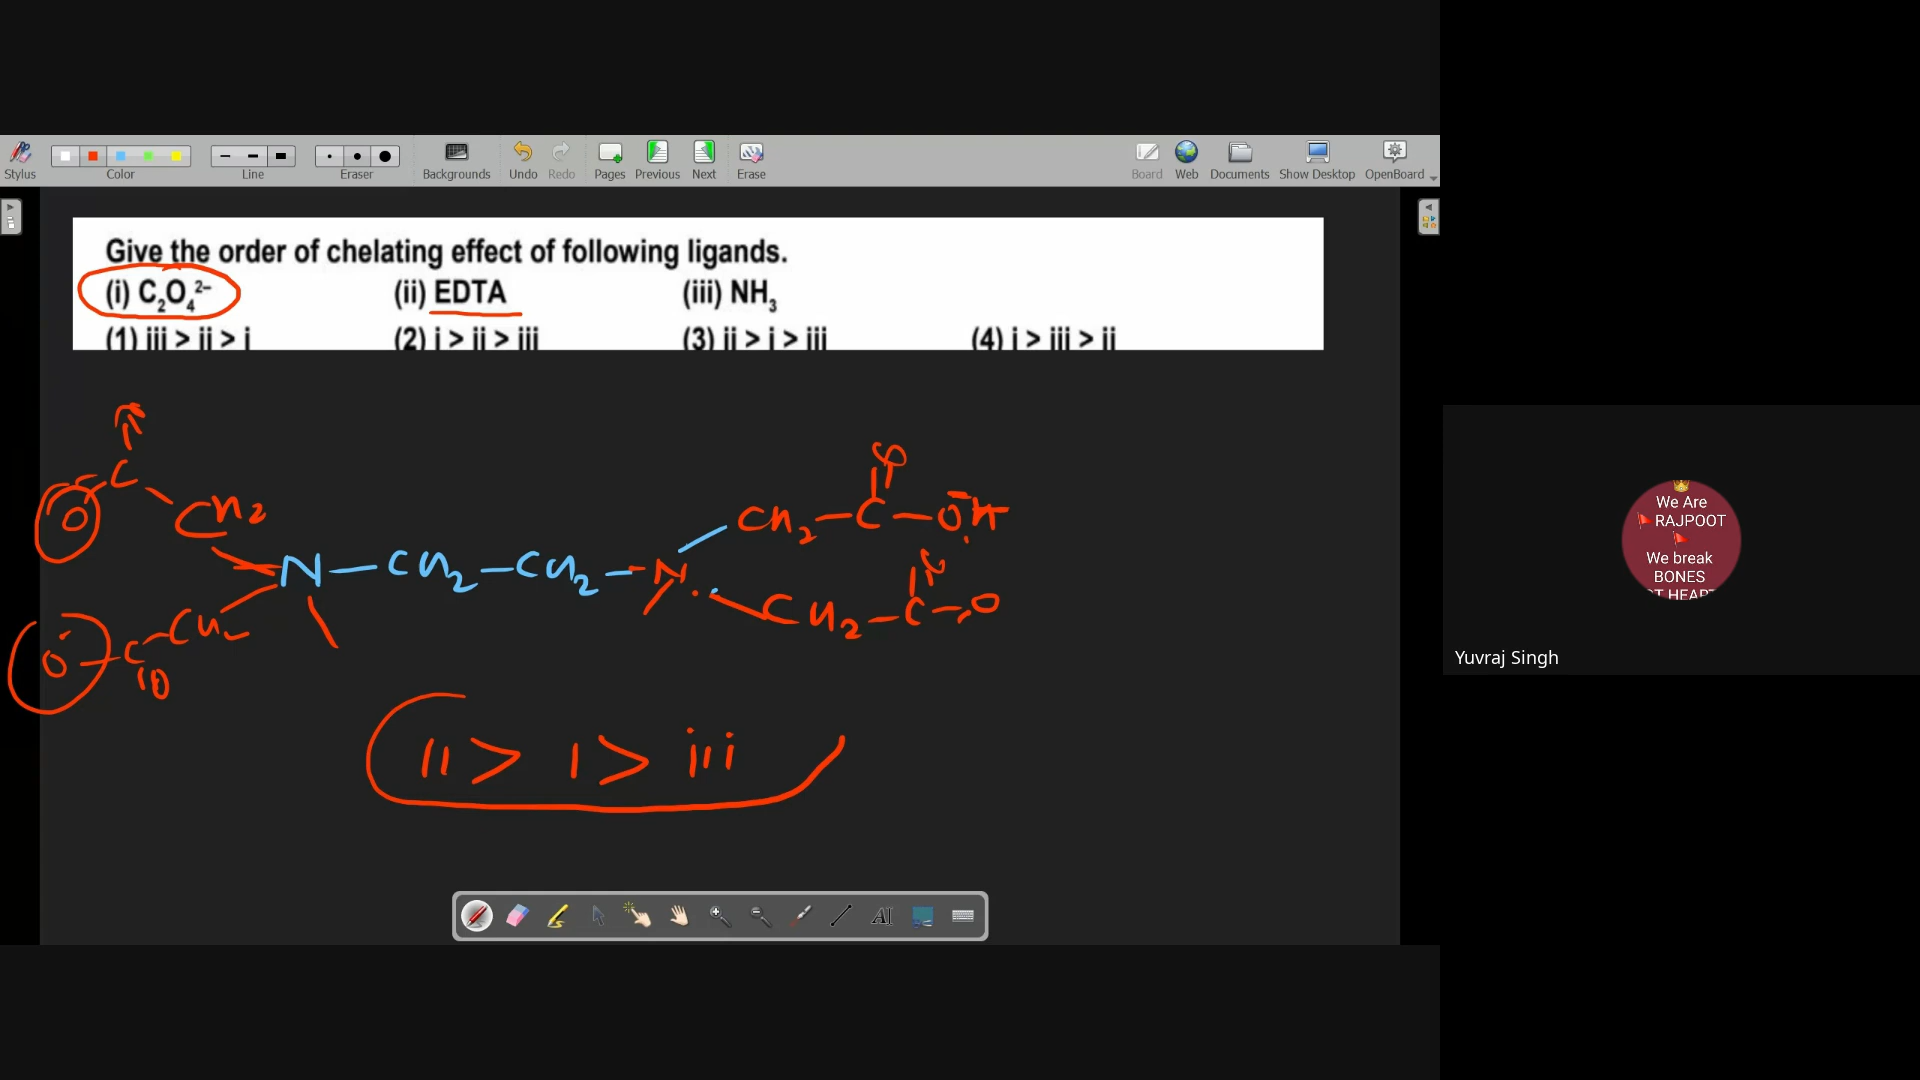 Stylus Color Line Eraser Backgrounds Undo Redo Pages Previous Next Erase Board Web Documents Show Desktop OpenBoard
Give the order of chelating effect of following ligands.
(i) C₂O₄²⁻ (ii) EDTA (iii) NH₃
(1) iii > ii > i (2) i > ii > iii (3) ii > i > iii (4) i > iii > ii
C
O CH₂ CH₂ – C – OH
N – CH₂ – CH₂ – N
O – C – CH₂ CH₂ – C – O
O
ii > i > iii
We Are
RAJPOOT
We break
BONES
Yuvraj Singh